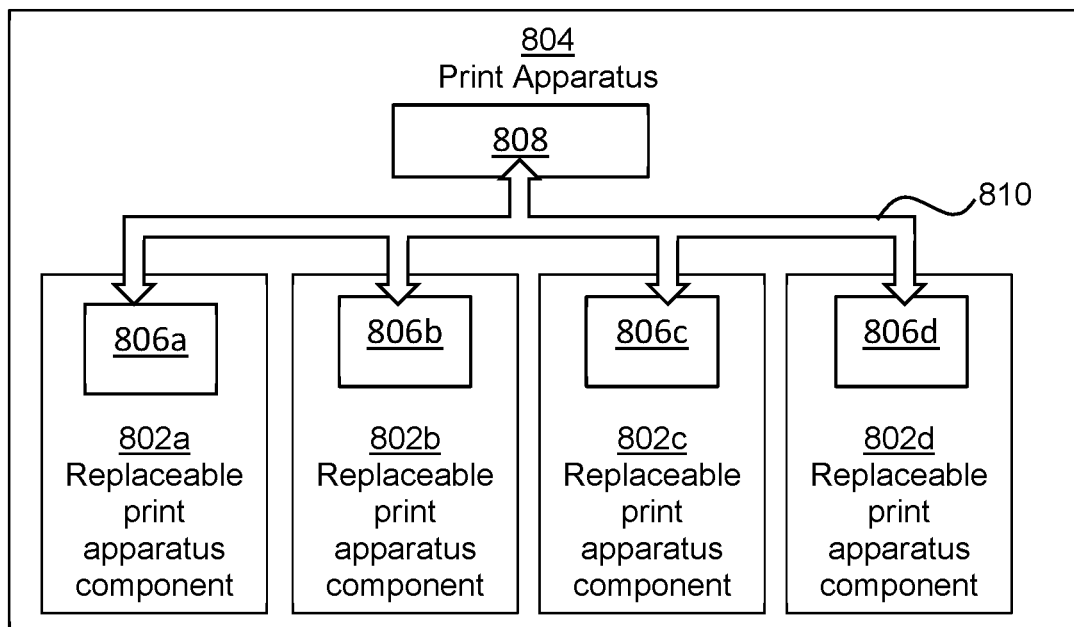 804
Print Apparatus
808
810
806a
806b
806c
806d
802a
Replaceable
print
apparatus
component
802b
Replaceable
print
apparatus
component
802c
Replaceable
print
apparatus
component
802d
Replaceable
print
apparatus
component